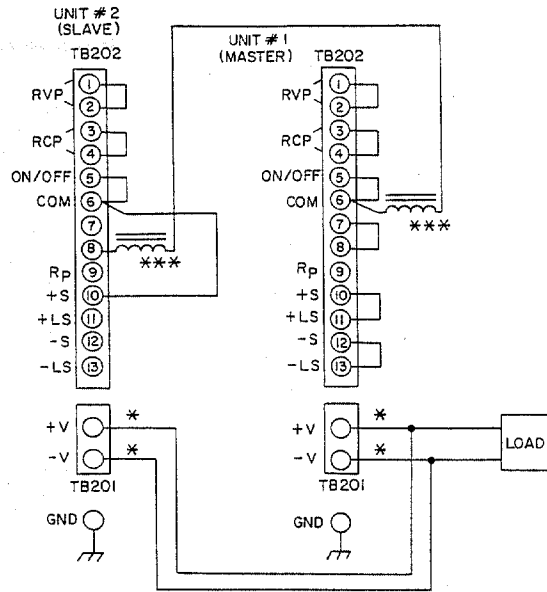 UNIT # 2
(SLAVE)
TB202
RVP
1
2
RCP
3
4
ON/OFF
5
COM
6
7
8
***
RP
9
+S
10
+LS
11
-S
12
-LS
13
+V
*
-V
*
TB201
GND
UNIT # 1
(MASTER)
TB202
RVP
1
2
RCP
3
4
ON/OFF
5
COM
6
***
7
8
RP
9
+S
10
+LS
11
-S
12
-LS
13
+V
*
-V
*
TB201
GND
LOAD